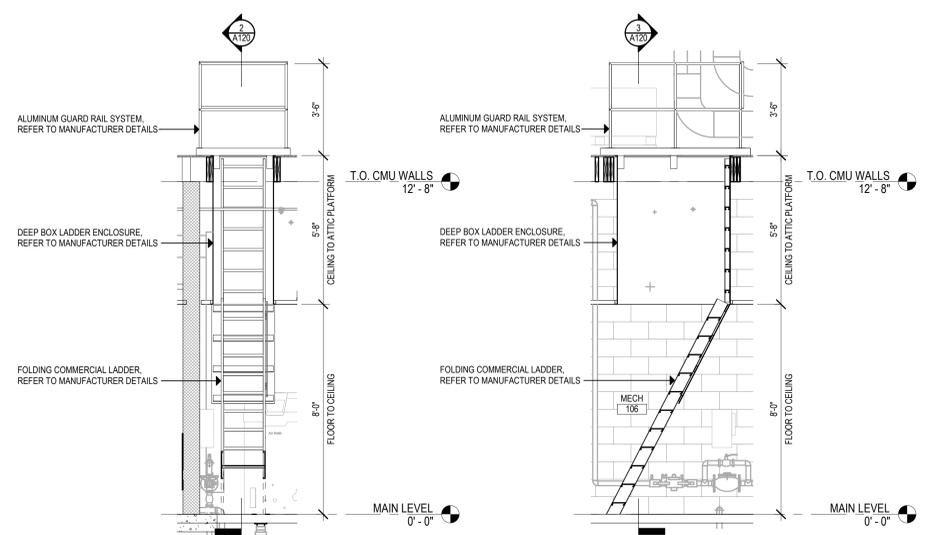 2
A120
ALUMINUM GUARD RAIL SYSTEM,
REFER TO MANUFACTURER DETAILS
3'-6"
T.O. CMU WALLS
12' - 8"
DEEP BOX LADDER ENCLOSURE,
REFER TO MANUFACTURER DETAILS
5'-8"
CEILING TO ATTIC PLATFORM
FOLDING COMMERCIAL LADDER,
REFER TO MANUFACTURER DETAILS
8'-0"
FLOOR TO CEILING
MAIN LEVEL
0' - 0"
3
A120
ALUMINUM GUARD RAIL SYSTEM,
REFER TO MANUFACTURER DETAILS
3'-6"
T.O. CMU WALLS
12' - 8"
DEEP BOX LADDER ENCLOSURE,
REFER TO MANUFACTURER DETAILS
5'-8"
CEILING TO ATTIC PLATFORM
FOLDING COMMERCIAL LADDER,
REFER TO MANUFACTURER DETAILS
MECH
106
8'-0"
FLOOR TO CEILING
MAIN LEVEL
0' - 0"